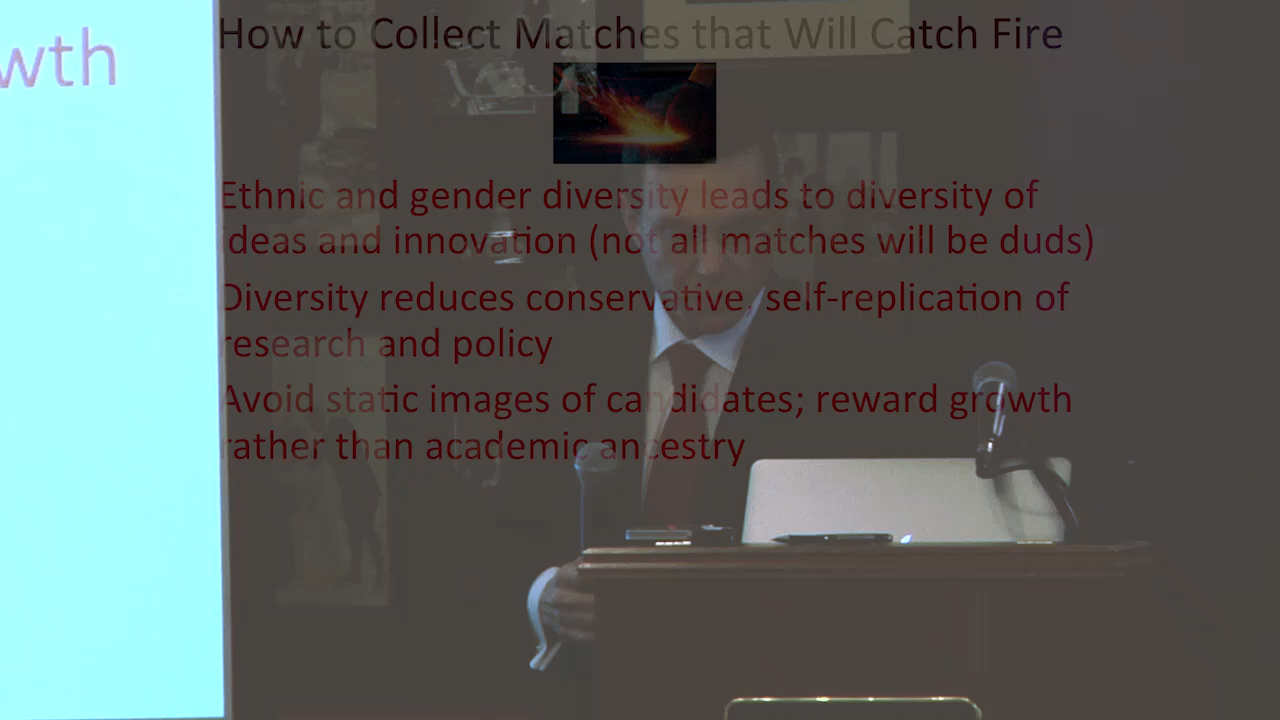 wth
How to Collect Matches that Will Catch Fire
Ethnic and gender diversity leads to diversity of
ideas and innovation (not all matches will be duds)
Diversity reduces conservative, self-replication of
research and policy
Avoid static images of candidates; reward growth
rather than academic ancestry